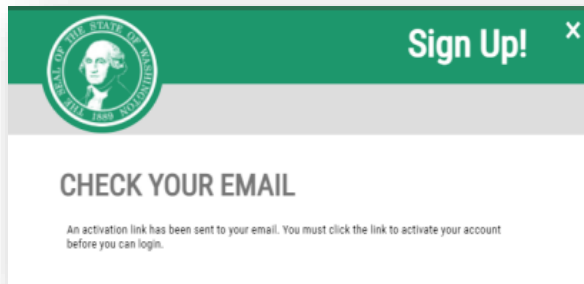 THE SEAL OF THE STATE OF WASHINGTON
1889
Sign Up!
×
CHECK YOUR EMAIL
An activation link has been sent to your email. You must click the link to activate your account
before you can login.